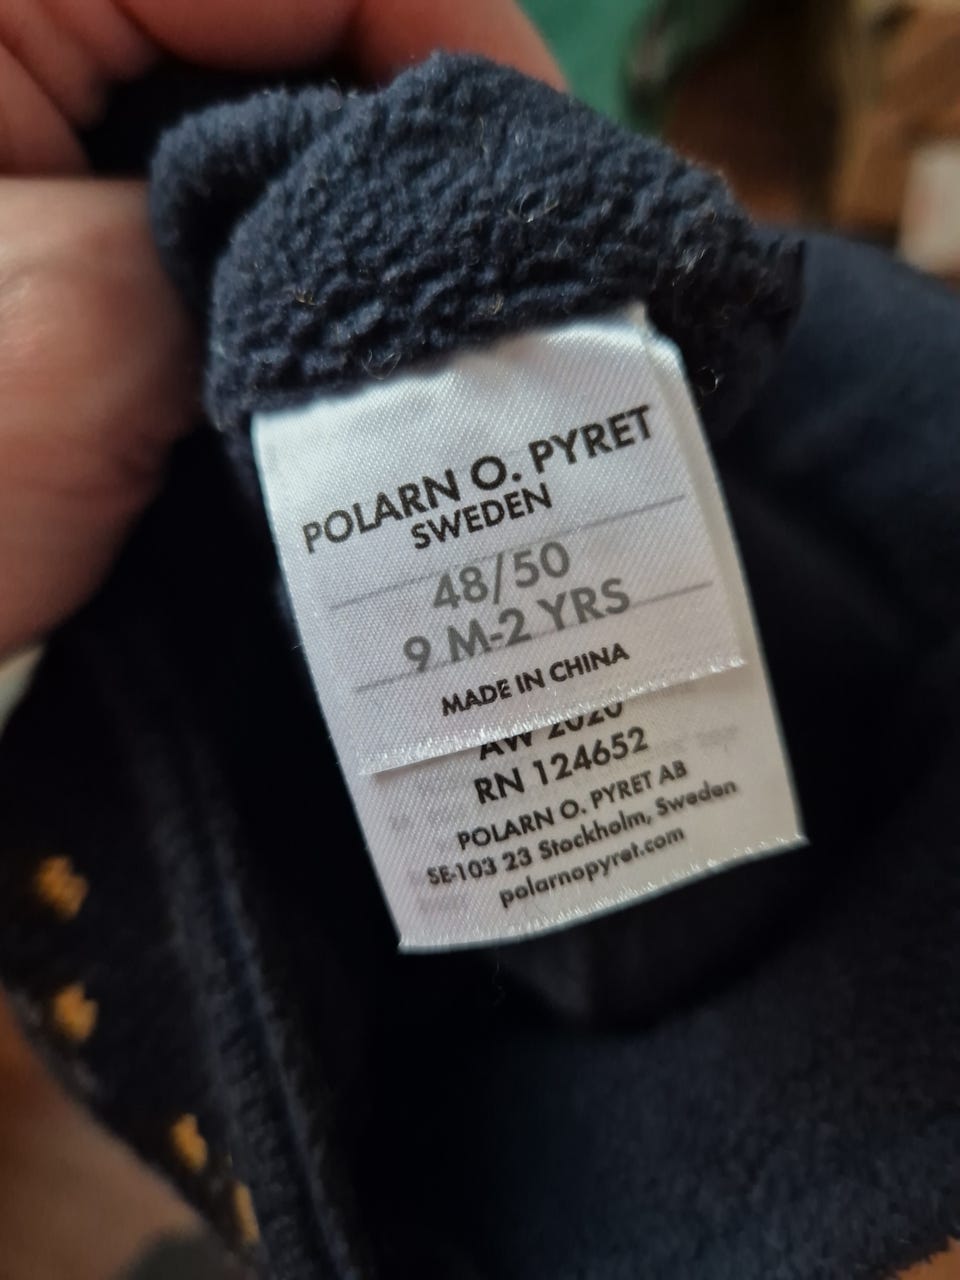 POLARN O. PYRET
SWEDEN
48/50
9 M-2 YRS
MADE IN CHINA
AW 2020
RN 124652
POLARN O. PYRET AB
SE-103 23 Stockholm, Sweden
polarnopyret.com